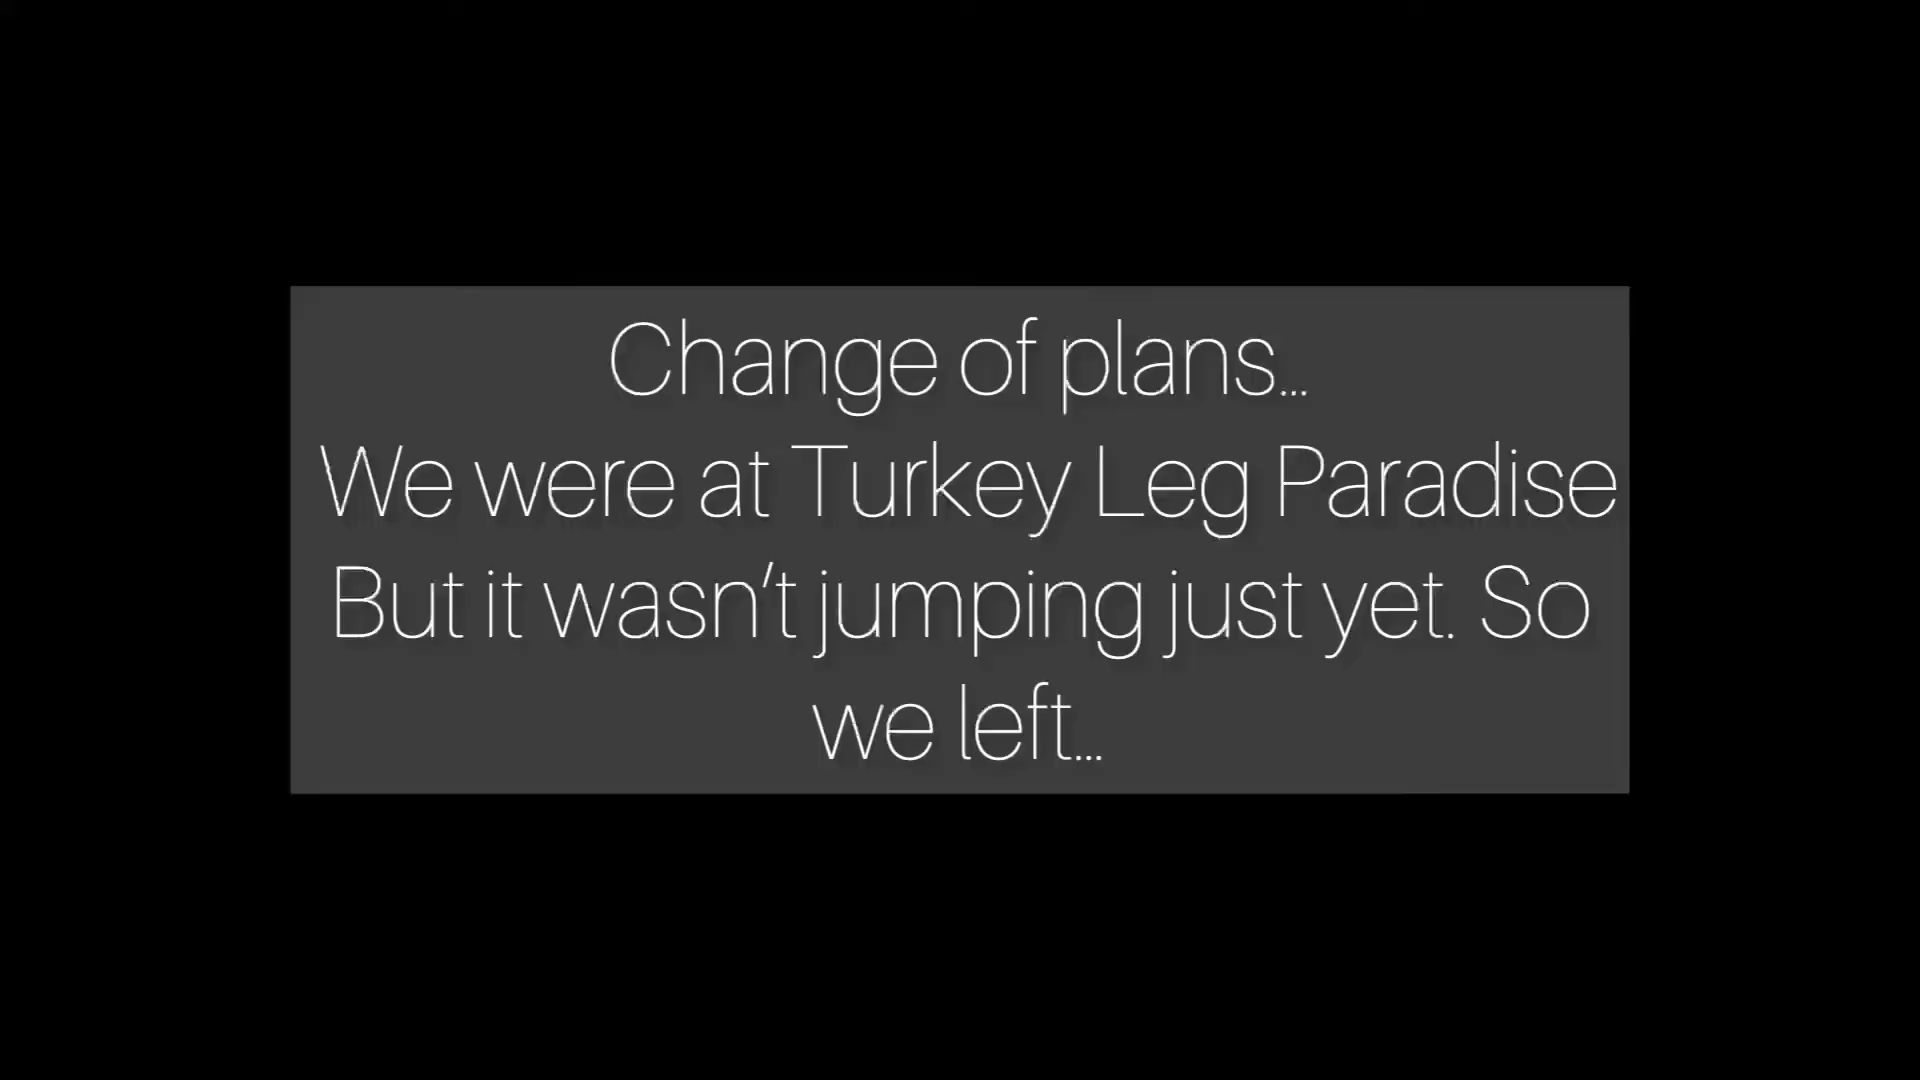 Change of plans...
We were at Turkey Leg Paradise
But it wasn’t jumping just yet. So
we left...